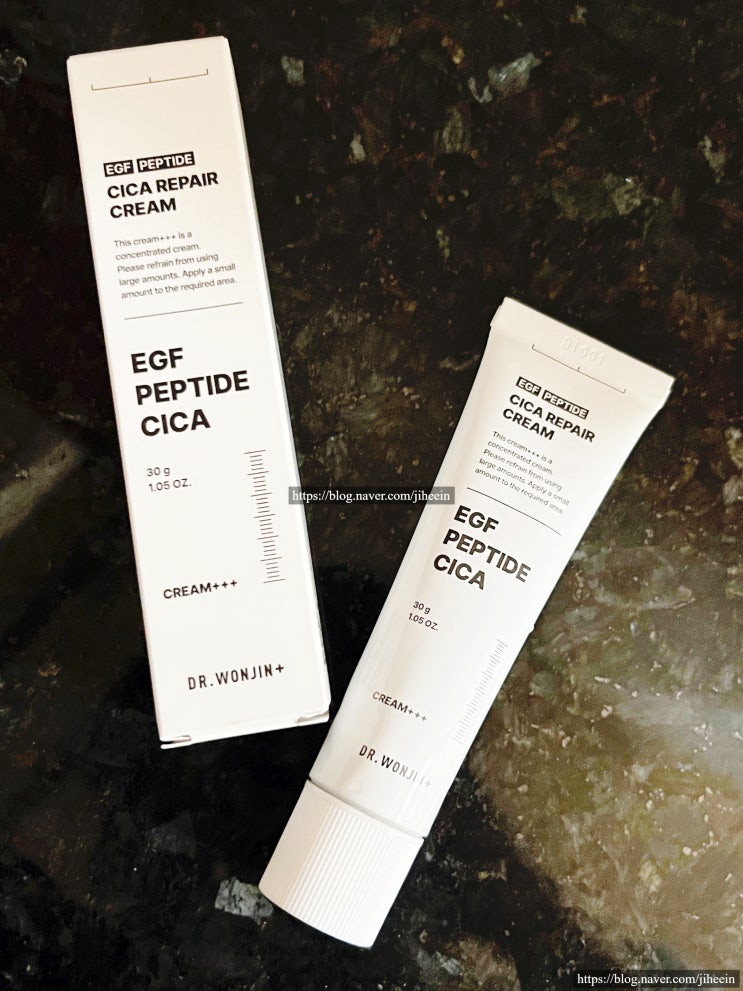 EGF PEPTIDE
CICA REPAIR
CREAM
This cream+++ is a
concentrated cream.
Please refrain from using
large amounts. Apply a small
amount to the required area.
EGF
PEPTIDE
CICA
30 g
1.05 OZ.
CREAM+++
DR.WONJIN+
EGF PEPTIDE
CICA REPAIR
CREAM
This cream+++ is a
concentrated cream.
Please refrain from using
large amounts. Apply a small
amount to the required area.
EGF
PEPTIDE
CICA
30 g
1.05 OZ.
CREAM+++
DR.WONJIN+
https://blog.naver.com/jiheein
https://blog.naver.com/jiheein